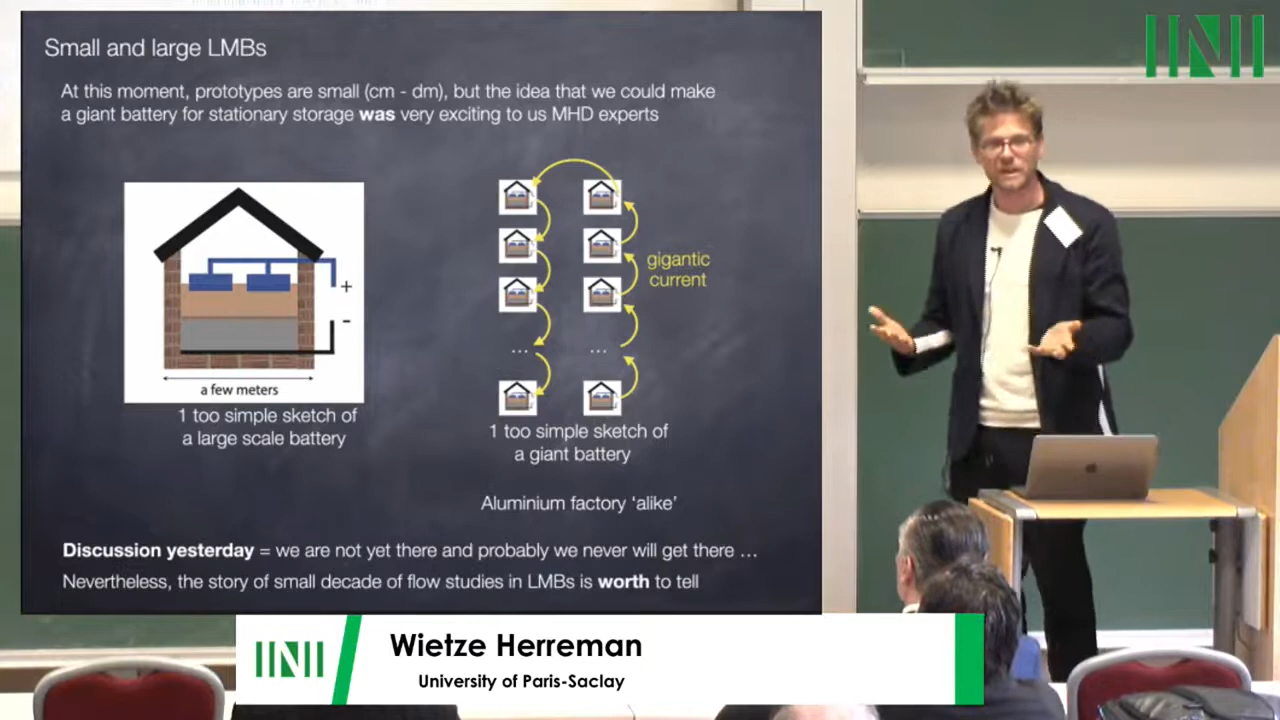 Small and large LMBs
At this moment, prototypes are small (cm - dm), but the idea that we could make
a giant battery for stationary storage was very exciting to us MHD experts
+
-
a few meters
1 too simple sketch of
a large scale battery
gigantic
current
...
...
1 too simple sketch of
a giant battery
Aluminium factory ‘alike’
Discussion yesterday = we are not yet there and probably we never will get there ...
Nevertheless, the story of small decade of flow studies in LMBs is worth to tell
Wietze Herreman
University of Paris-Saclay